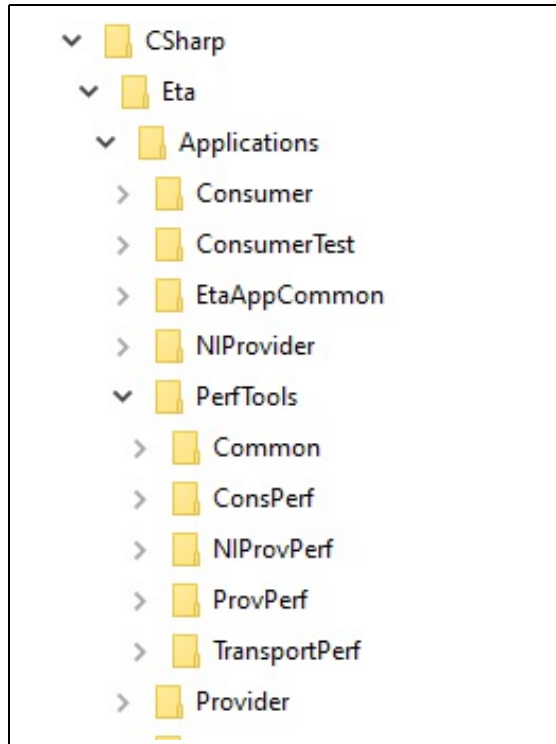 CSharp
Eta
Applications
Consumer
ConsumerTest
EtaAppCommon
NIProvider
PerfTools
Common
ConsPerf
NIProvPerf
ProvPerf
TransportPerf
Provider